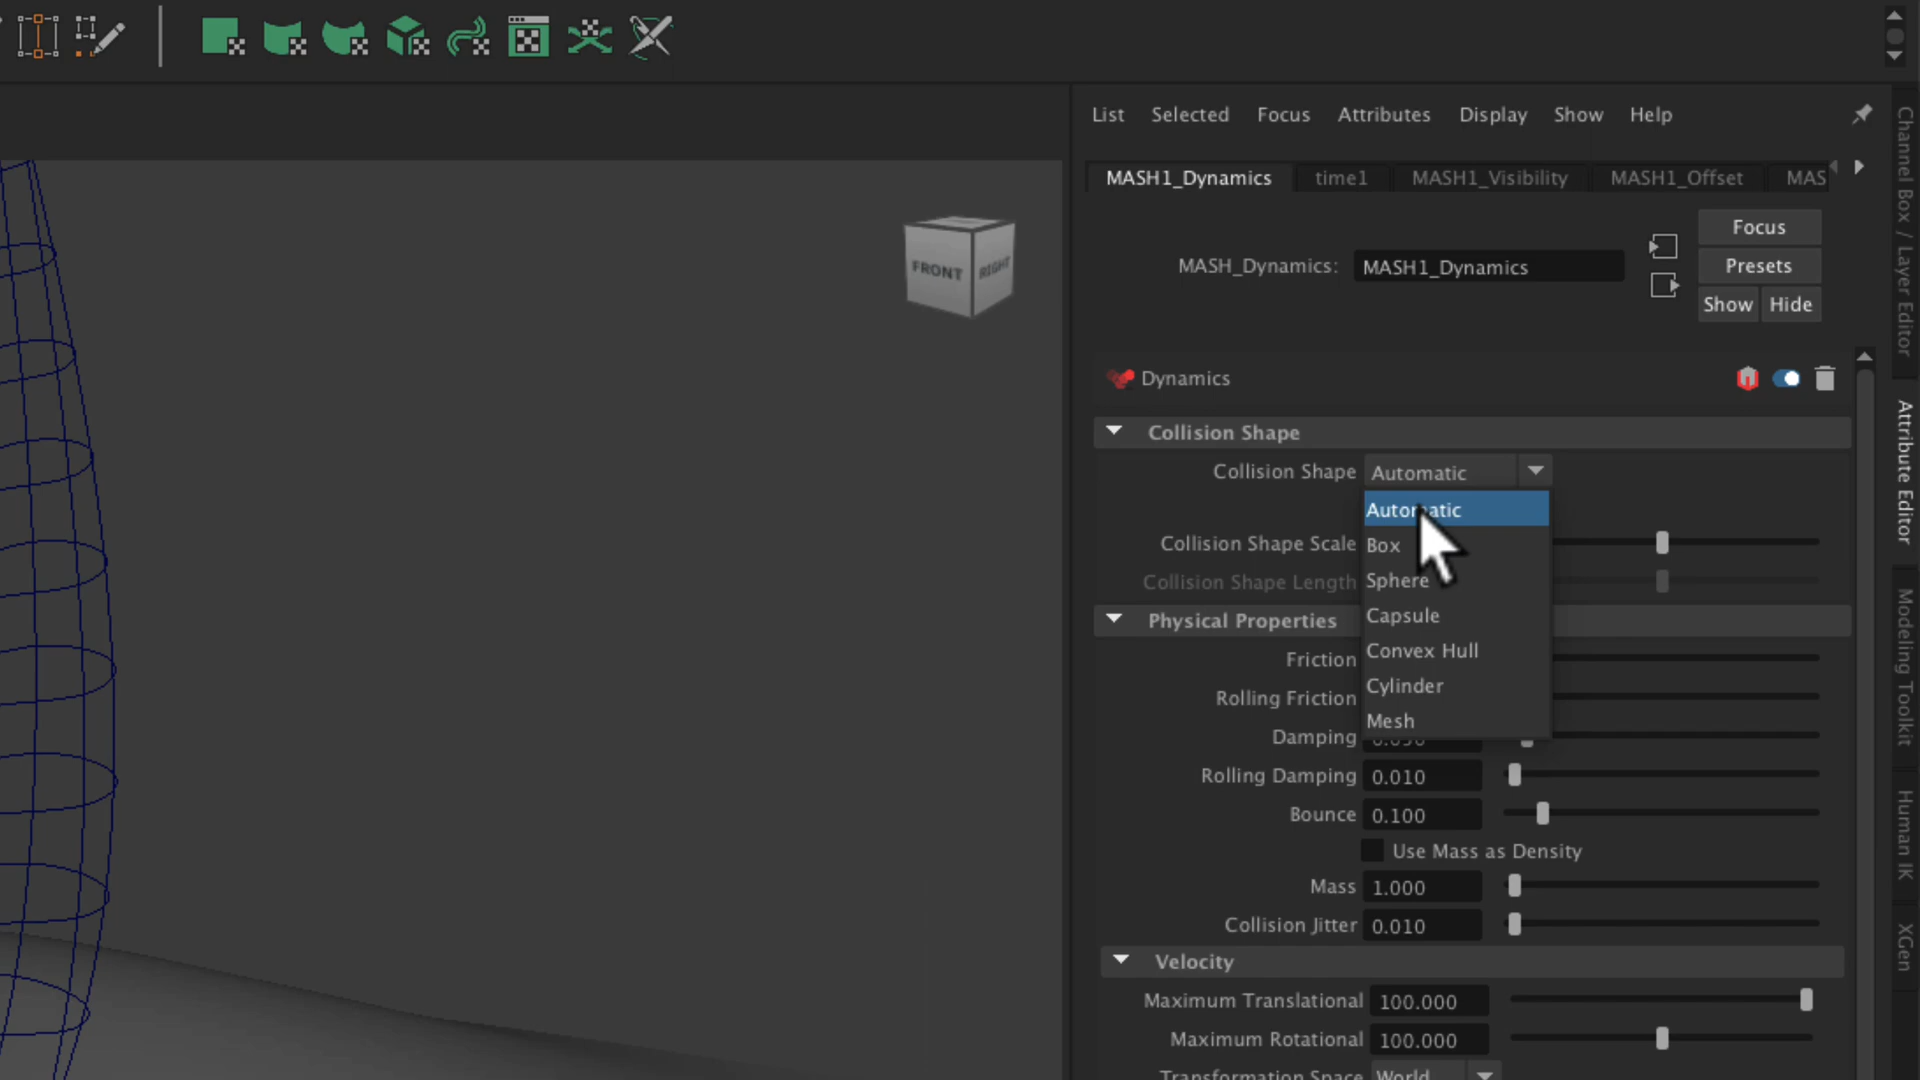 List Selected Focus Attributes Display Show Help
MASH1_Dynamics time1 MASH1_Visibility MASH1_Offset MAS
Focus
MASH_Dynamics: MASH1_Dynamics
Presets
Show Hide
FRONT RIGHT
Dynamics
Collision Shape
Collision Shape Automatic
Automatic
Collision Shape Scale
Box
Collision Shape Length
Sphere
Capsule
Physical Properties
Convex Hull
Friction
Cylinder
Rolling Friction
Mesh
Damping
Rolling Damping 0.010
Bounce 0.100
Use Mass as Density
Mass 1.000
Collision Jitter 0.010
Velocity
Maximum Translational 100.000
Maximum Rotational 100.000
Transformation Space World
Channel Box / Layer Editor
Attribute Editor
Modeling Toolkit
Human IK
XGen